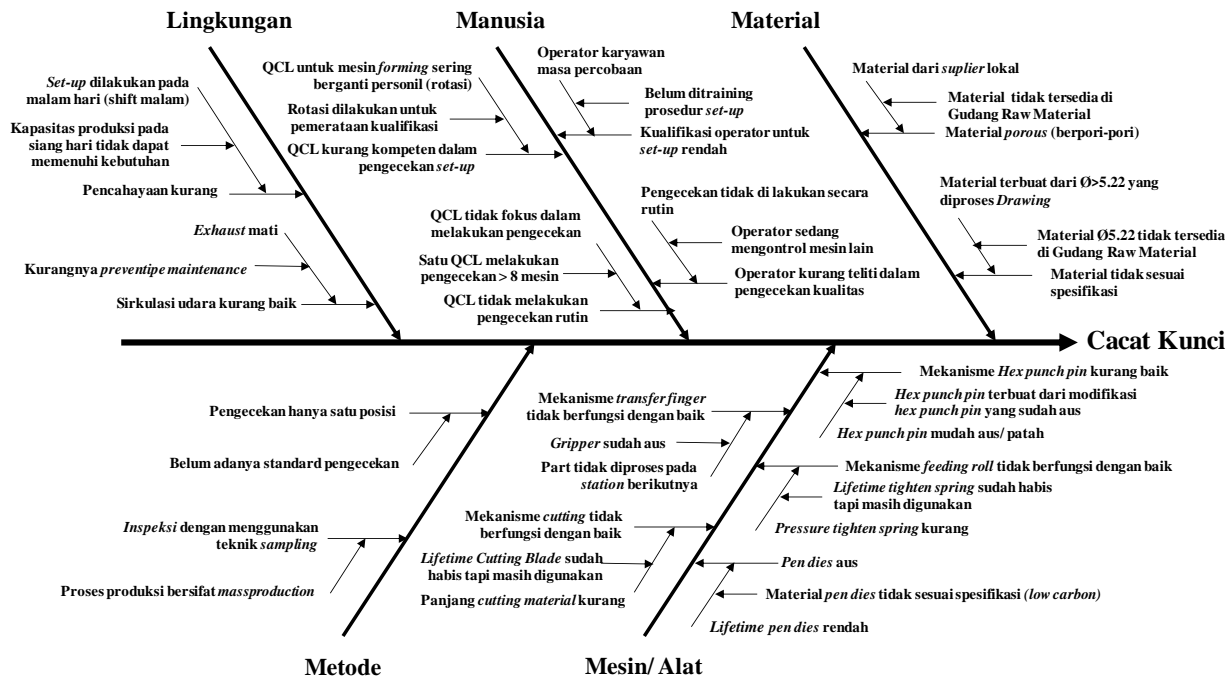 Lingkungan
Manusia
Material
Set-up dilakukan pada
malam hari (shift malam)
Kapasitas produksi pada
siang hari tidak dapat
memenuhi kebutuhan
Pencahayaan kurang
Exhaust mati
Kurangnya preventipe maintenance
Sirkulasi udara kurang baik
QCL untuk mesin forming sering
berganti personil (rotasi)
Rotasi dilakukan untuk
pemerataan kualifikasi
QCL kurang kompeten dalam
pengecekan set-up
Operator karyawan
masa percobaan
Belum ditraining
prosedur set-up
Kualifikasi operator untuk
set-up rendah
QCL tidak fokus dalam
melakukan pengecekan
Satu QCL melakukan
pengecekan > 8 mesin
QCL tidak melakukan
pengecekan rutin
Pengecekan tidak di lakukan secara
rutin
Operator sedang
mengontrol mesin lain
Operator kurang teliti dalam
pengecekan kualitas
Material dari suplier lokal
Material tidak tersedia di
Gudang Raw Material
Material porous (berpori-pori)
Material terbuat dari Ø>5.22 yang
diproses Drawing
Material Ø5.22 tidak tersedia
di Gudang Raw Material
Material tidak sesuai
spesifikasi
Cacat Kunci
Pengecekan hanya satu posisi
Belum adanya standard pengecekan
Inspeksi dengan menggunakan
teknik sampling
Proses produksi bersifat massproduction
Mekanisme transfer finger
tidak berfungsi dengan baik
Gripper sudah aus
Part tidak diproses pada
station berikutnya
Mekanisme cutting tidak
berfungsi dengan baik
Lifetime Cutting Blade sudah
habis tapi masih digunakan
Panjang cutting material kurang
Mekanisme Hex punch pin kurang baik
Hex punch pin terbuat dari modifikasi
hex punch pin yang sudah aus
Hex punch pin mudah aus/ patah
Mekanisme feeding roll tidak berfungsi dengan baik
Lifetime tighten spring sudah habis
tapi masih digunakan
Pressure tighten spring kurang
Pen dies aus
Material pen dies tidak sesuai spesifikasi (low carbon)
Lifetime pen dies rendah
Metode
Mesin/ Alat